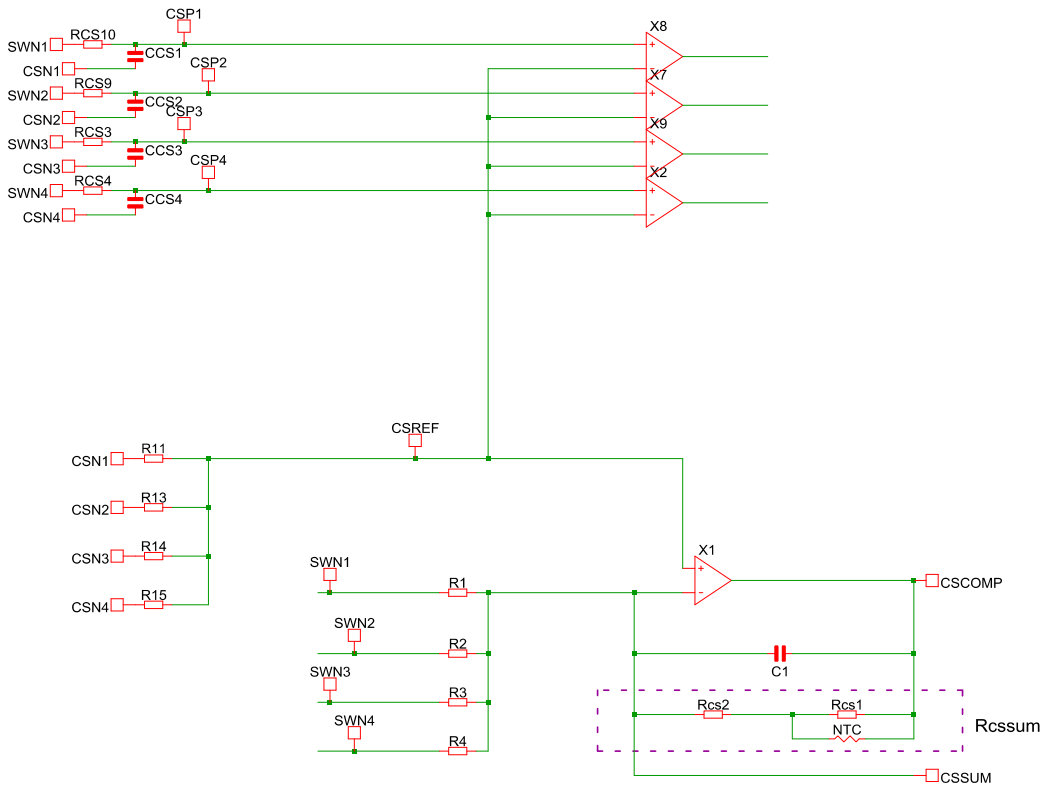 CSP1
X8
RCS10
SWN1
CCS1
CSP2
CSN1
X7
RCS9
SWN2
CCS2
CSP3
CSN2
X9
RCS3
SWN3
CCS3
CSP4
CSN3
X2
RCS4
SWN4
CCS4
CSN4
CSREF
R11
CSN1
R13
CSN2
R14
X1
CSN3
SWN1
R1
CSCOMP
R15
CSN4
SWN2
R2
C1
SWN3
R3
Rcs2
Rcs1
SWN4
NTC
Rcssum
R4
CSSUM